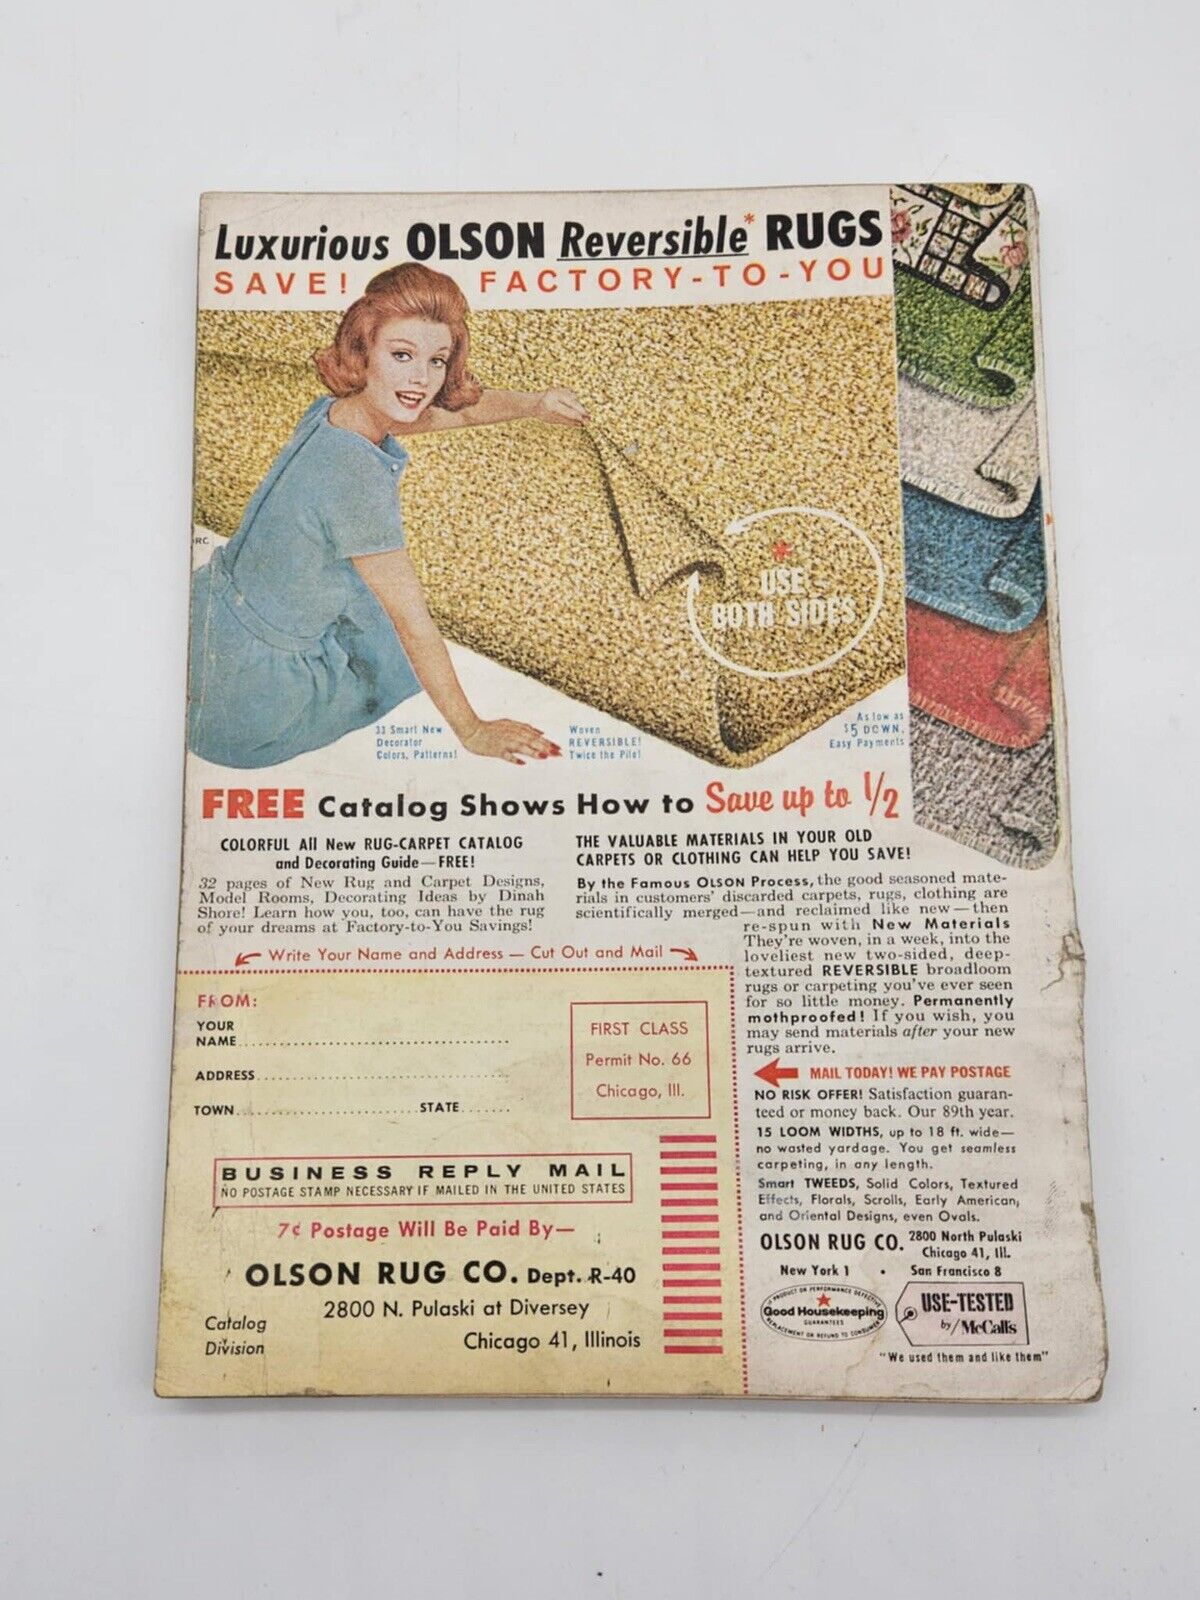 Luxurious OLSON Reversible* RUGS
SAVE! FACTORY-TO-YOU
RC
* USE
BOTH SIDES
33 Smart New
Decorator
Colors, Patterns!
Woven
REVERSIBLE!
Twice the Pile!
As low as
$5 DOWN.
Easy Payments
FREE Catalog Shows How to Save up to 1/2
COLORFUL All New RUG-CARPET CATALOG
and Decorating Guide—FREE!
32 pages of New Rug and Carpet Designs,
Model Rooms, Decorating Ideas by Dinah
Shore! Learn how you, too, can have the rug
of your dreams at Factory-to-You Savings!
THE VALUABLE MATERIALS IN YOUR OLD
CARPETS OR CLOTHING CAN HELP YOU SAVE!
By the Famous OLSON Process, the good seasoned mate-
rials in customers' discarded carpets, rugs, clothing are
scientifically merged—and reclaimed like new—then
re-spun with New Materials
They're woven, in a week, into the
loveliest new two-sided, deep-
textured REVERSIBLE broadloom
rugs or carpeting you've ever seen
for so little money. Permanently
mothproofed! If you wish, you
may send materials after your new
rugs arrive.
MAIL TODAY! WE PAY POSTAGE
NO RISK OFFER! Satisfaction guaran-
teed or money back. Our 89th year.
15 LOOM WIDTHS, up to 18 ft. wide—
no wasted yardage. You get seamless
carpeting, in any length.
Smart TWEEDS, Solid Colors, Textured
Effects, Florals, Scrolls, Early American,
and Oriental Designs, even Ovals.
OLSON RUG CO. 2800 North Pulaski
Chicago 41, Ill.
New York 1 • San Francisco 8
PRODUCT OR PERFORMANCE DEFECTIVE
Good Housekeeping
GUARANTEES
REPLACEMENT OR REFUND TO CONSUMER
USE-TESTED
by McCall's
"We used them and like them"
Write Your Name and Address — Cut Out and Mail
FROM:
YOUR
NAME
ADDRESS
TOWN STATE
FIRST CLASS
Permit No. 66
Chicago, Ill.
BUSINESS REPLY MAIL
NO POSTAGE STAMP NECESSARY IF MAILED IN THE UNITED STATES
7¢ Postage Will Be Paid By—
OLSON RUG CO. Dept. R-40
2800 N. Pulaski at Diversey
Chicago 41, Illinois
Catalog
Division